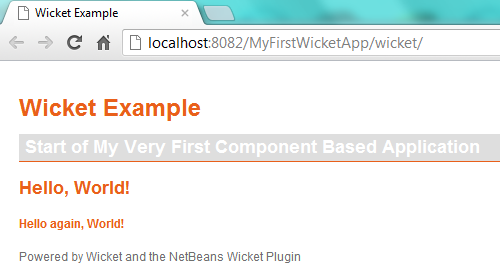 Wicket Example
localhost:8082/MyFirstWicketApp/wicket/
Wicket Example
Start of My Very First Component Based Application
Hello, World!
Hello again, World!
Powered by Wicket and the NetBeans Wicket Plugin